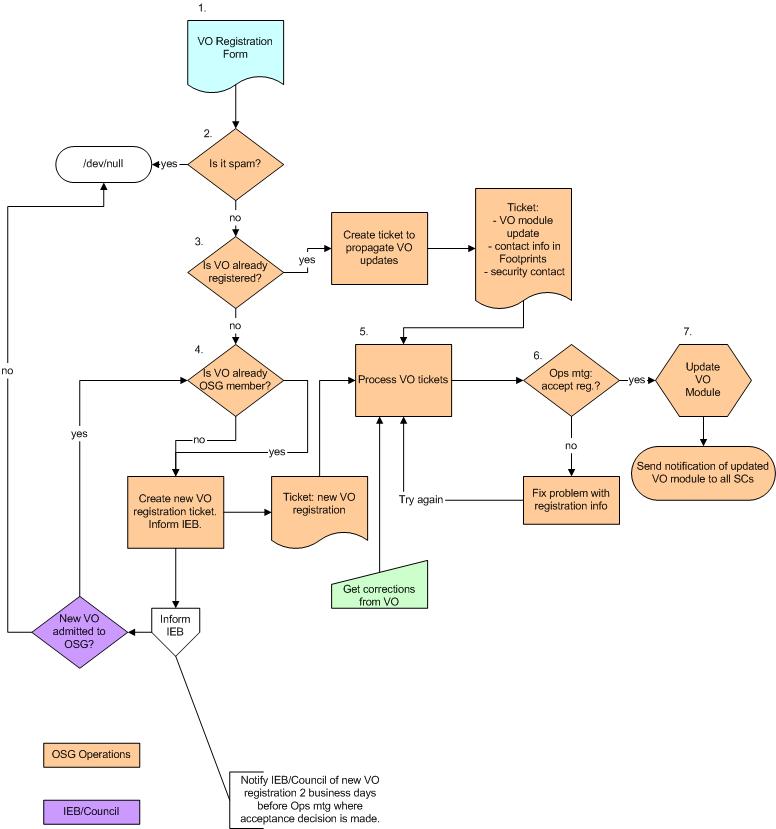 1.
VO Registration
Form
2.
Is it spam?
yes
/dev/null
no
3.
Is VO already
registered?
yes
Create ticket to
propagate VO
updates
Ticket:
- VO module
update
- contact info in
Footprints
- security contact
no
4.
Is VO already
OSG member?
no
yes
5.
Process VO tickets
6.
Ops mtg:
accept reg.?
yes
7.
Update
VO
Module
no
Send notification of updated
VO module to all SCs
Fix problem with
registration info
Try again
Create new VO
registration ticket.
Inform IEB.
Ticket: new VO
registration
Get corrections
from VO
Inform
IEB
New VO
admitted to
OSG?
yes
no
OSG Operations
IEB/Council
Notify IEB/Council of new VO
registration 2 business days
before Ops mtg where
acceptance decision is made.